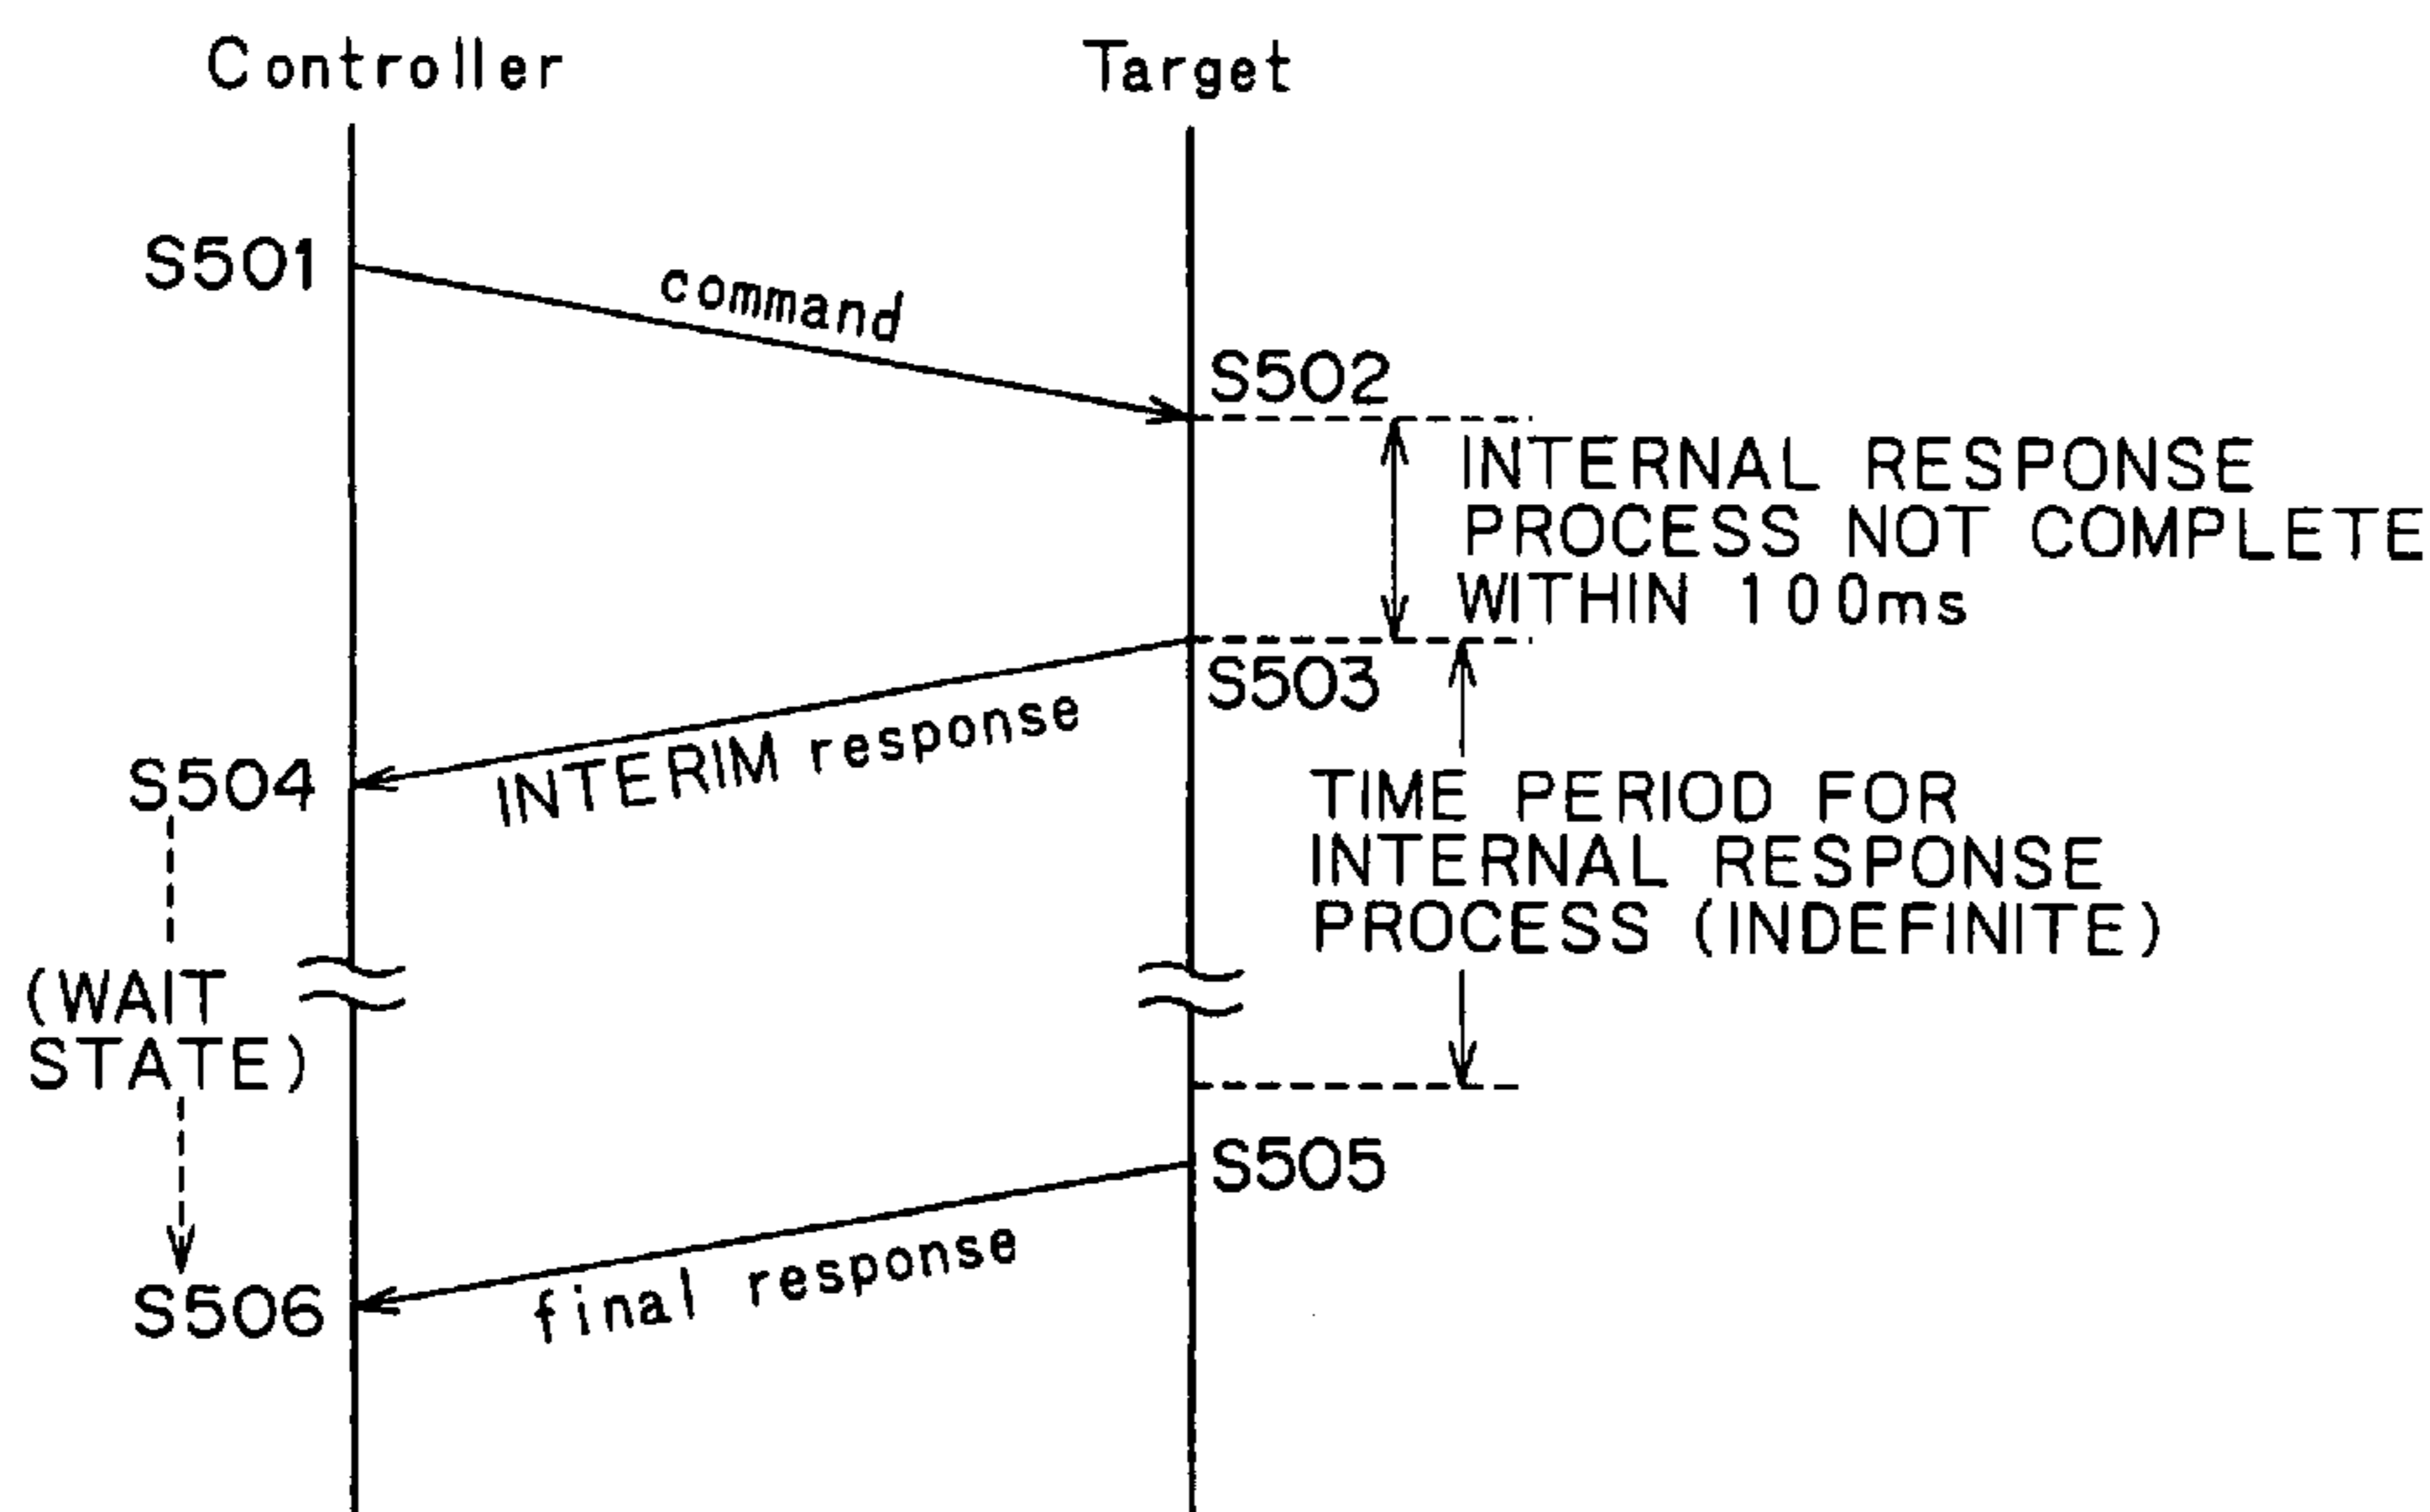 Controller
Target
S501
command
S502
INTERNAL RESPONSE
PROCESS NOT COMPLETE
WITHIN 100ms
S503
INTERIM response
S504
TIME PERIOD FOR
INTERNAL RESPONSE
PROCESS (INDEFINITE)
(WAIT
STATE)
S505
final response
S506